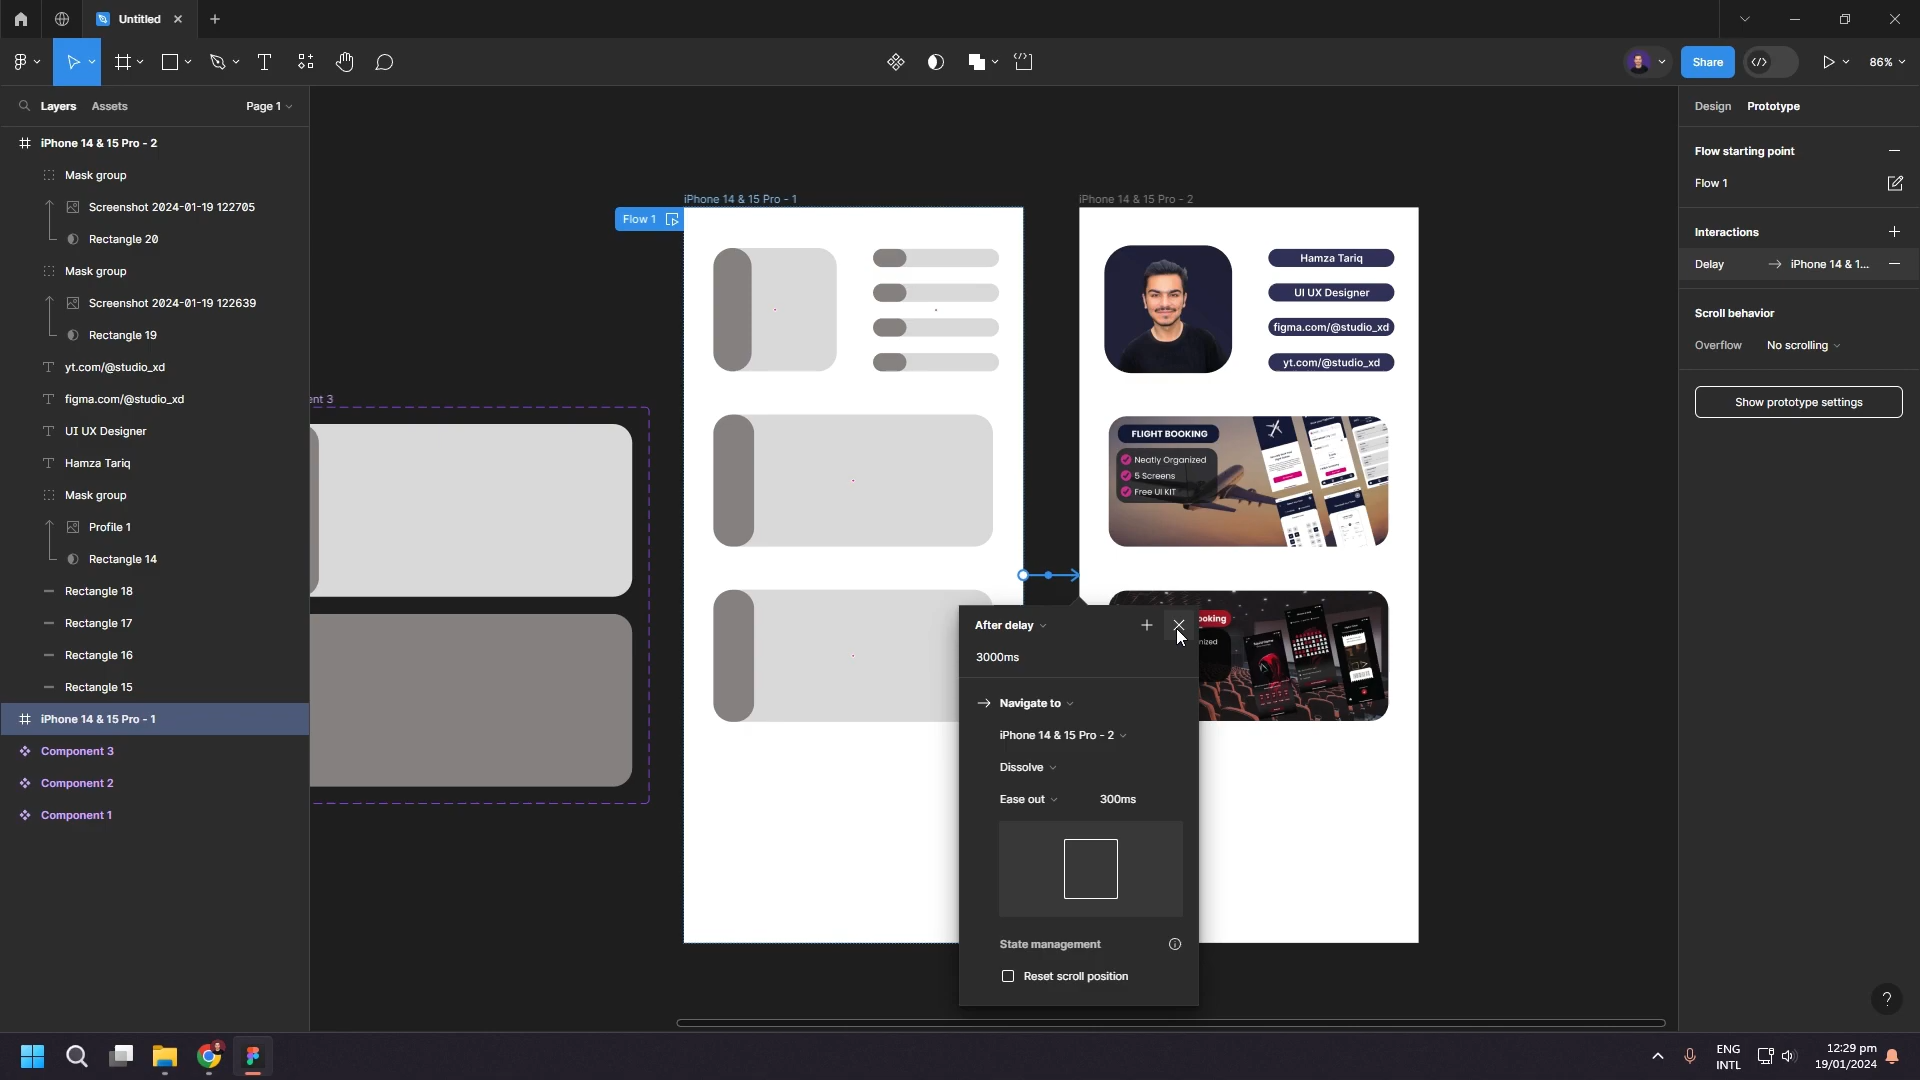 Untitled
Share
86%
Layers
Assets
Page 1
iPhone 14 & 15 Pro - 2
Mask group
Screenshot 2024-01-19 122705
Rectangle 20
Mask group
Screenshot 2024-01-19 122639
Rectangle 19
yt.com/@studio_xd
figma.com/@studio_xd
UI UX Designer
Hamza Tariq
Mask group
Profile 1
Rectangle 14
Rectangle 18
Rectangle 17
Rectangle 16
Rectangle 15
iPhone 14 & 15 Pro - 1
Component 3
Component 2
Component 1
ent 3
iPhone 14 & 15 Pro - 1
Flow 1
iPhone 14 & 15 Pro - 2
Hamza Tariq
UI UX Designer
figma.com/@studio_xd
yt.com/@studio_xd
FLIGHT BOOKING
Neatly Organized
5 Screens
Free UI KIT
ooking
nized
After delay
3000ms
Navigate to
iPhone 14 & 15 Pro - 2
Dissolve
Ease out 300ms
State management
Reset scroll position
Design
Prototype
Flow starting point
Flow 1
Interactions
Delay
iPhone 14 & 1...
Scroll behavior
Overflow
No scrolling
Show prototype settings
?
ENG
INTL
12:29 pm
19/01/2024